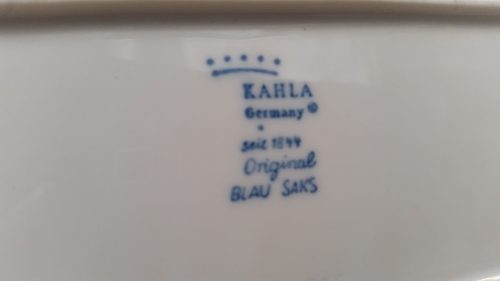 KAHLA
Germany ®
seit 1844
Original
BLAU SAKS